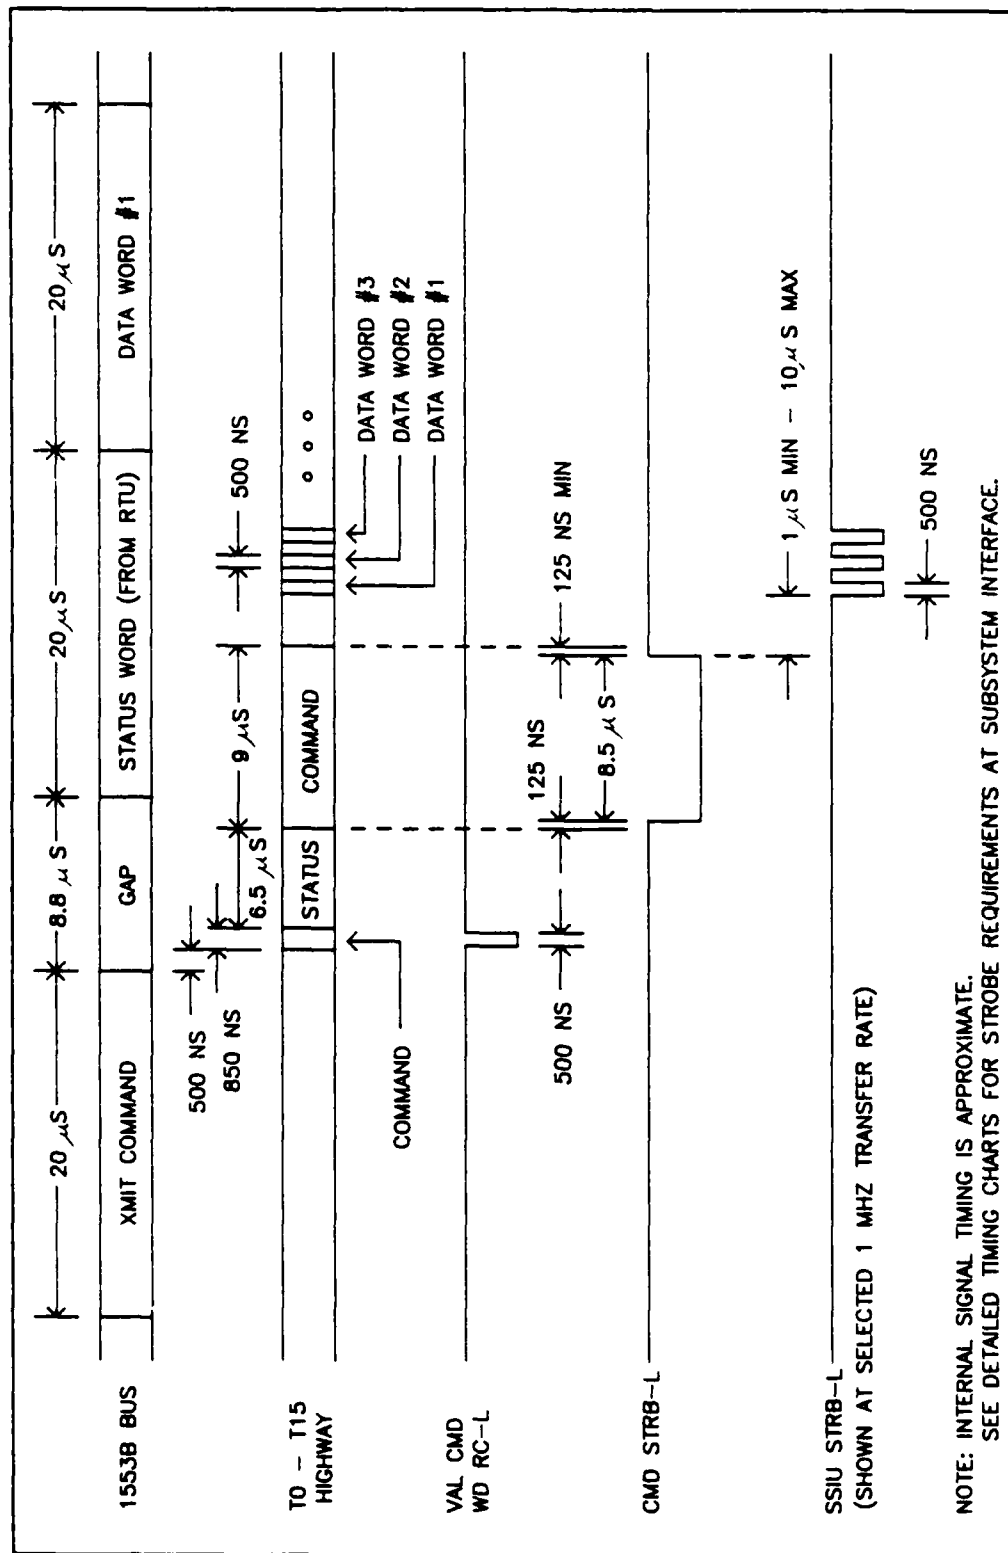 20 μS
8.8 μS
20 μS
20 μS
1553B BUS
XMIT COMMAND
GAP
STATUS WORD (FROM RTU)
DATA WORD #1
500 NS
850 NS
6.5 μS
9 μS
500 NS
T0 – T15
HIGHWAY
STATUS
COMMAND
COMMAND
DATA WORD #3
DATA WORD #2
DATA WORD #1
VAL CMD
WD RC-L
500 NS
125 NS
125 NS MIN
8.5 μS
CMD STRB-L
1 μS MIN – 10 μS MAX
SSIU STRB-L
(SHOWN AT SELECTED 1 MHZ TRANSFER RATE)
500 NS
NOTE: INTERNAL SIGNAL TIMING IS APPROXIMATE.
SEE DETAILED TIMING CHARTS FOR STROBE REQUIREMENTS AT SUBSYSTEM INTERFACE.